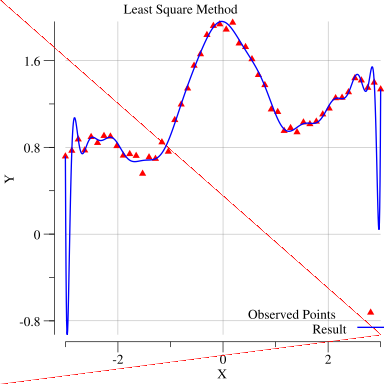 Least Square Method
1.6
0.8
0
-0.8
Y
-2
0
2
X
Observed Points
Result